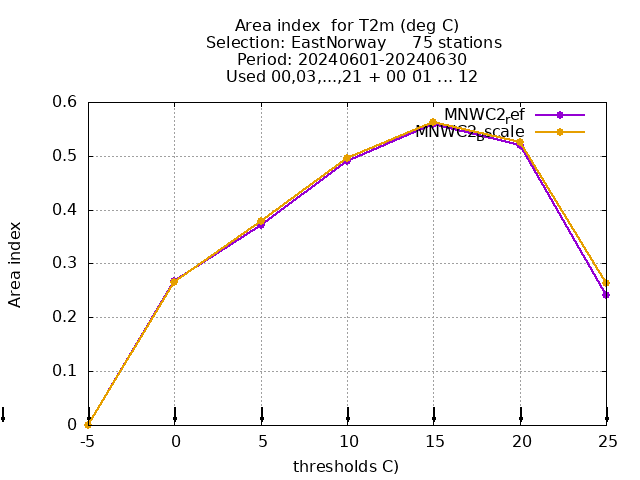 Area index  for T2m (deg C)
Selection: EastNorway     75 stations
Period: 20240601-20240630
Used 00,03,...,21 + 00 01 ... 12
MNWC2_ref
MNWC2_bscale
0.6
0.5
0.4
0.3
0.2
0.1
0
Area index
-5 0 5 10 15 20 25
thresholds C)